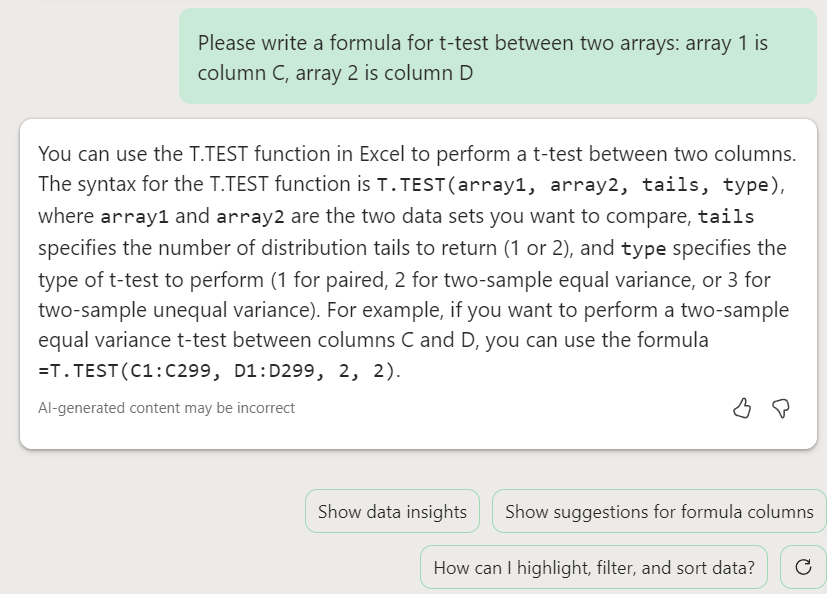 Please write a formula for t-test between two arrays: array 1 is
column C, array 2 is column D
You can use the T.TEST function in Excel to perform a t-test between two columns.
The syntax for the T.TEST function is T.TEST(array1, array2, tails, type),
where array1 and array2 are the two data sets you want to compare, tails
specifies the number of distribution tails to return (1 or 2), and type specifies the
type of t-test to perform (1 for paired, 2 for two-sample equal variance, or 3 for
two-sample unequal variance). For example, if you want to perform a two-sample
equal variance t-test between columns C and D, you can use the formula
=T.TEST(C1:C299, D1:D299, 2, 2).
AI-generated content may be incorrect
Show data insights
Show suggestions for formula columns
How can I highlight, filter, and sort data?